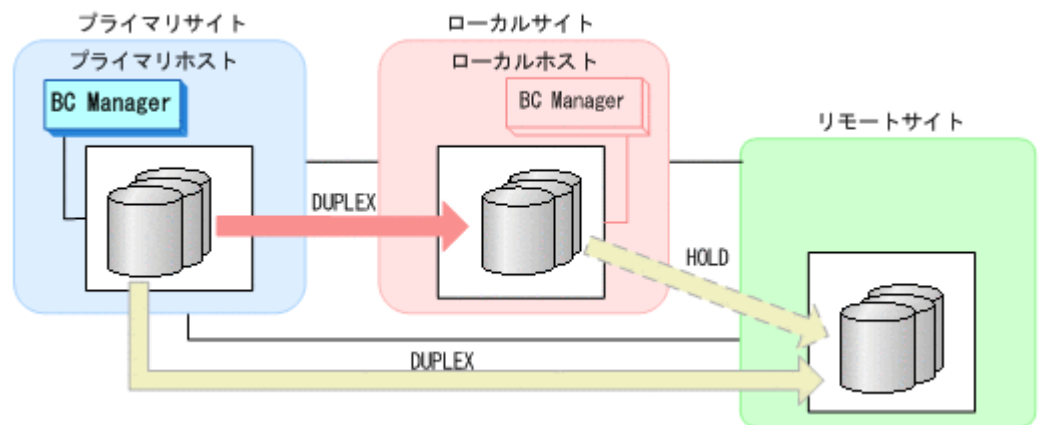 プライマリサイト
ローカルサイト
プライマリホスト
ローカルホスト
BC Manager
BC Manager
リモートサイト
DUPLEX
HOLD
DUPLEX